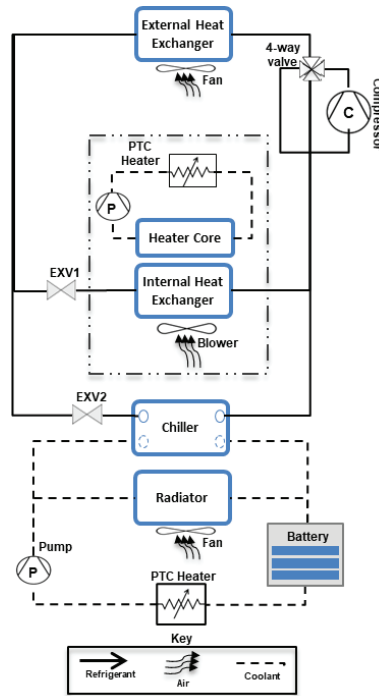 External Heat
Exchanger
4-way
valve
Fan
Compressor
C
PTC
Heater
P
Heater Core
EXV1
Internal Heat
Exchanger
Blower
EXV2
Chiller
Radiator
Pump
Fan
Battery
P
PTC Heater
Key
Refrigerant
Air
Coolant